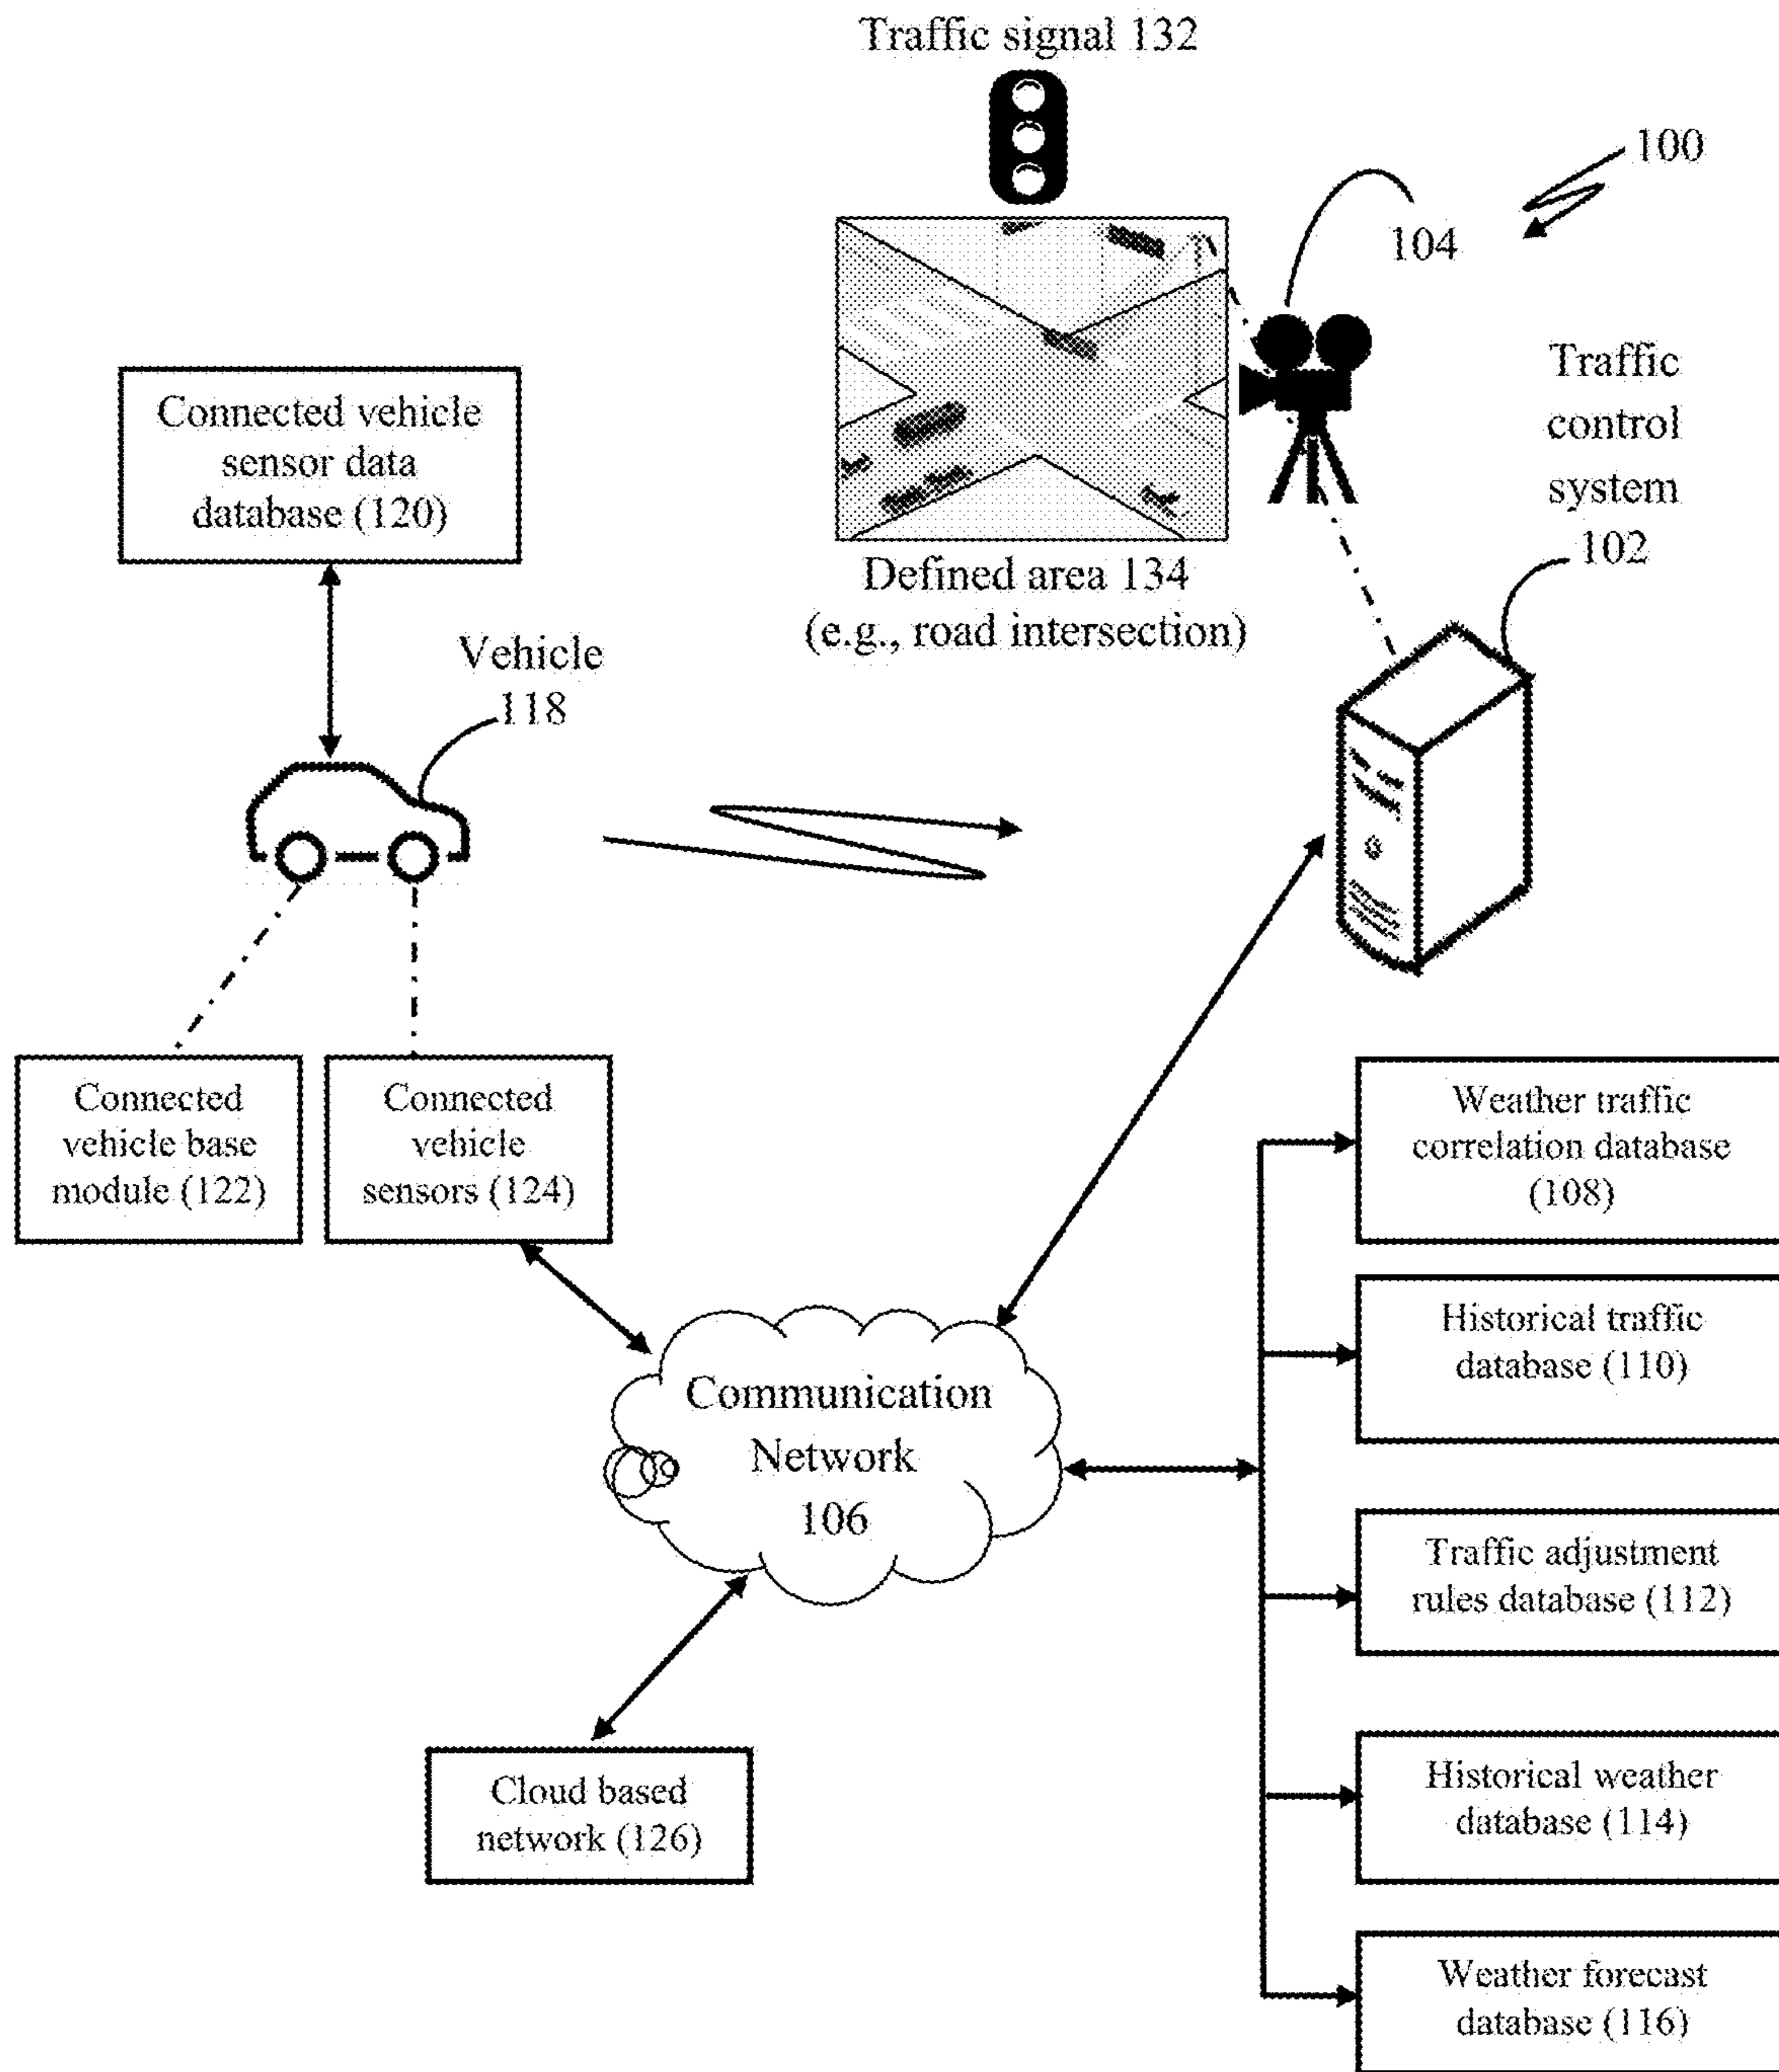 Traffic signal 132
100
104
Traffic
control
system
102
Connected vehicle
sensor data
database (120)
Defined area 134
(e.g., road intersection)
Vehicle
118
Connected
vehicle base
module (122)
Connected
vehicle
sensors (124)
Weather traffic
correlation database
(108)
Historical traffic
database (110)
Communication
Network
106
Traffic adjustment
rules database (112)
Cloud based
network (126)
Historical weather
database (114)
Weather forecast
database (116)